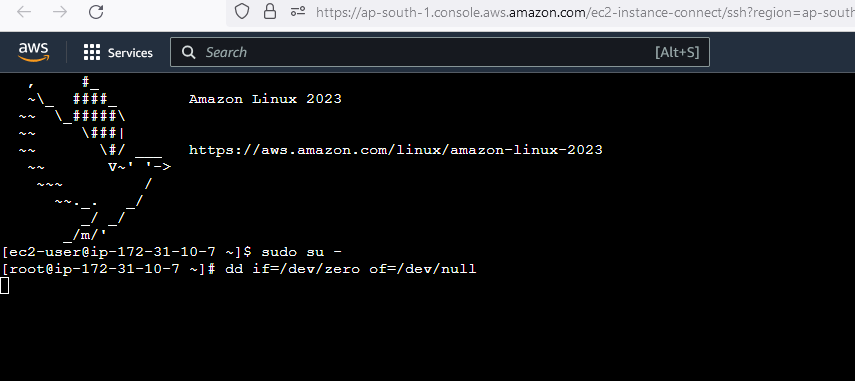 https://ap-south-1.console.aws.amazon.com/ec2-instance-connect/ssh?region=ap-south
aws Services Search [Alt+S]
   ,     #_
   ~\_  ####_        Amazon Linux 2023
  ~~  \_#####\
  ~~     \###|
  ~~       \#/ ___   https://aws.amazon.com/linux/amazon-linux-2023
   ~~       V~' '->
    ~~~         /
      ~~._.   _/
         _/ _/
       _/m/'
[ec2-user@ip-172-31-10-7 ~]$ sudo su -
[root@ip-172-31-10-7 ~]# dd if=/dev/zero of=/dev/null